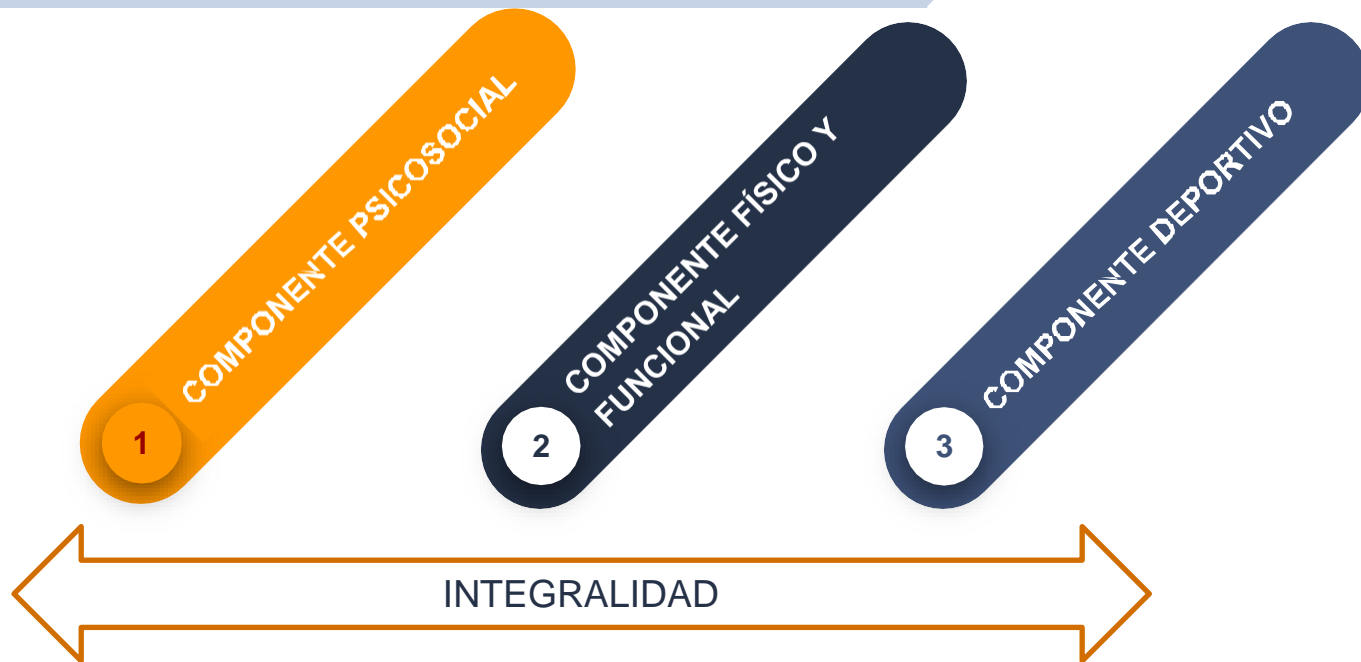 COMPONENTE PSICOSOCIAL
1
COMPONENTE FÍSICO Y
FUNCIONAL
2
COMPONENTE DEPORTIVO
3
INTEGRALIDAD